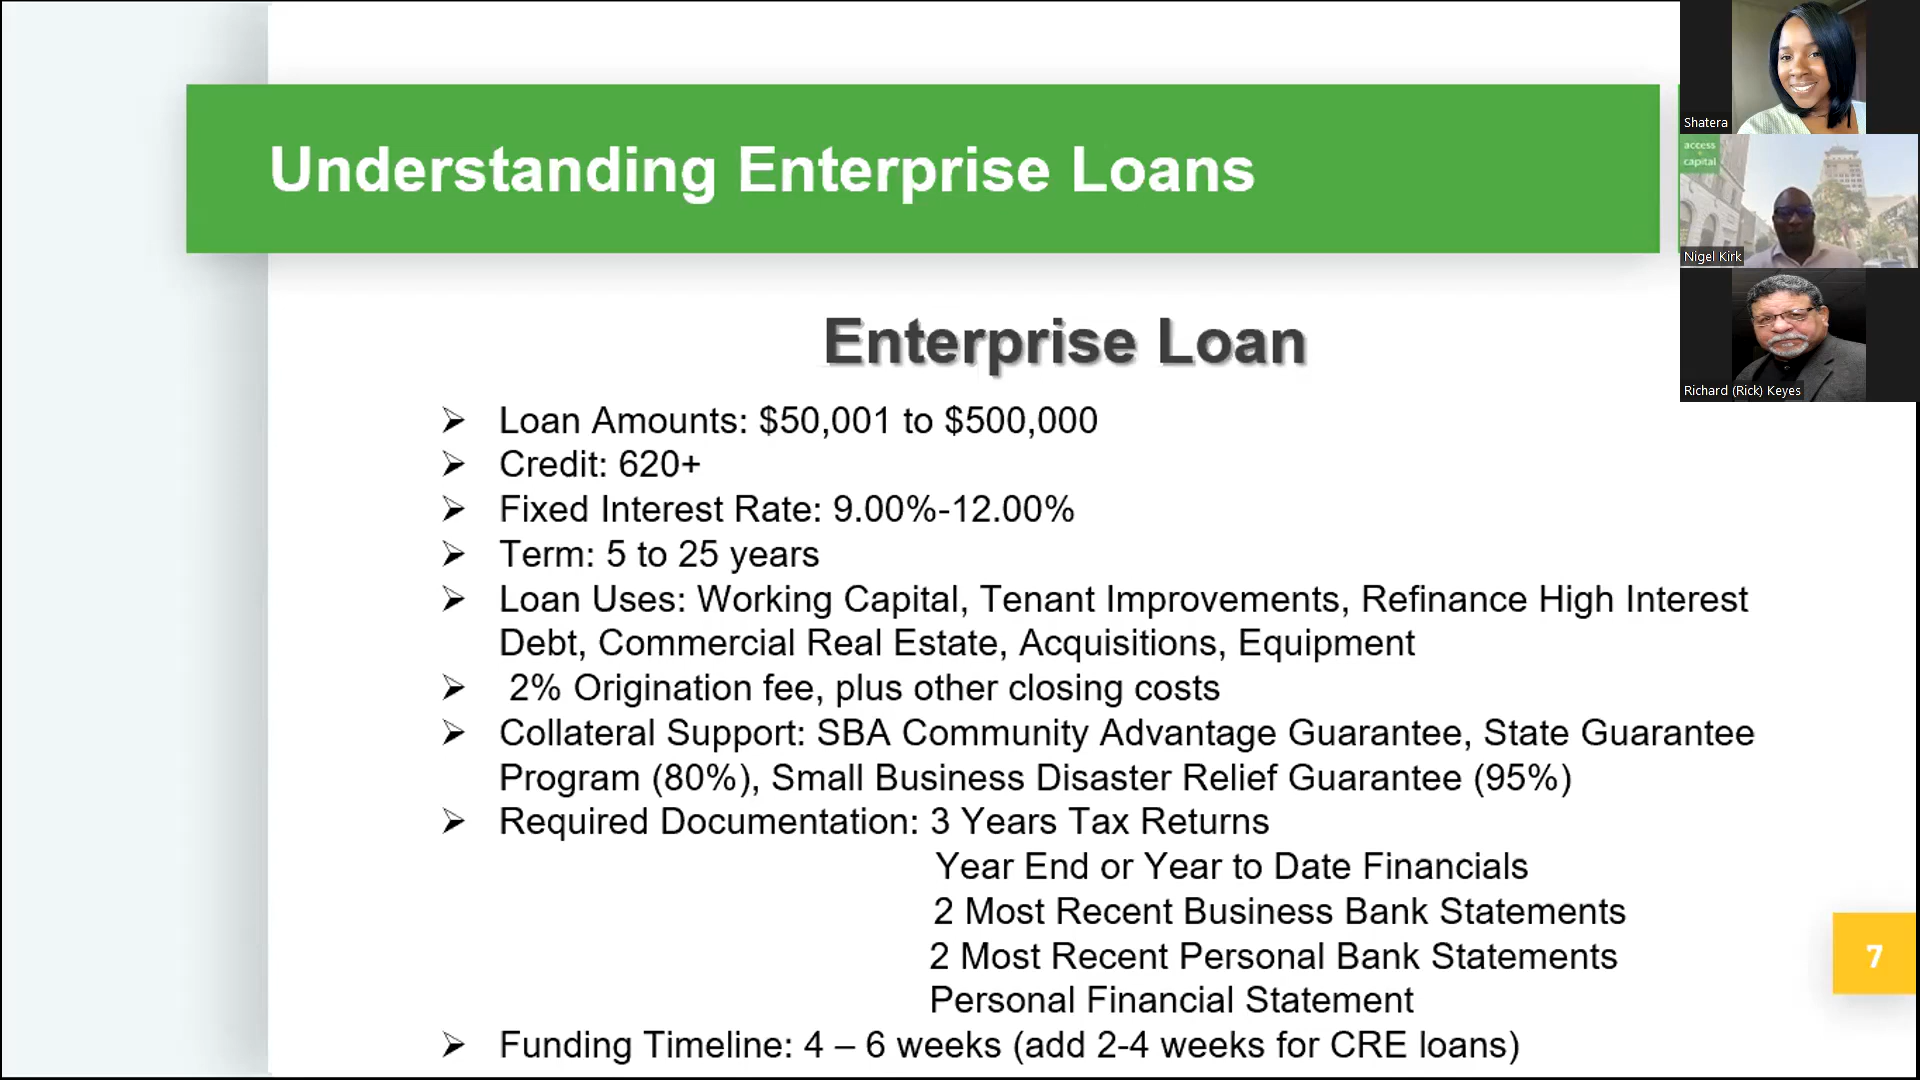 Understanding Enterprise Loans
Enterprise Loan
➢ Loan Amounts: $50,001 to $500,000
➢ Credit: 620+
➢ Fixed Interest Rate: 9.00%-12.00%
➢ Term: 5 to 25 years
➢ Loan Uses: Working Capital, Tenant Improvements, Refinance High Interest
Debt, Commercial Real Estate, Acquisitions, Equipment
➢ 2% Origination fee, plus other closing costs
➢ Collateral Support: SBA Community Advantage Guarantee, State Guarantee
Program (80%), Small Business Disaster Relief Guarantee (95%)
➢ Required Documentation: 3 Years Tax Returns
Year End or Year to Date Financials
2 Most Recent Business Bank Statements
2 Most Recent Personal Bank Statements
Personal Financial Statement
➢ Funding Timeline: 4 – 6 weeks (add 2-4 weeks for CRE loans)
7
Shatera
access
capital
Nigel Kirk
Richard (Rick) Keyes